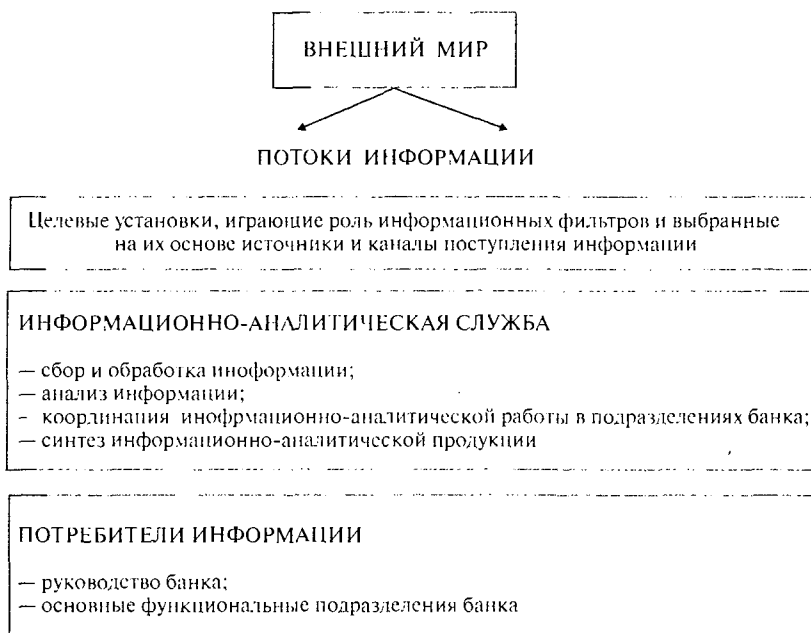 ВНЕШНИЙ МИР
ПОТОКИ ИНФОРМАЦИИ
Целевые установки, играющие роль информационных фильтров и выбранные
на их основе источники и каналы поступления информации
ИНФОРМАЦИОННО-АНАЛИТИЧЕСКАЯ СЛУЖБА
— сбор и обработка иноформации;
— анализ информации;
- координация инофрмационно-аналитической работы в подразделениях банка;
— синтез информационно-аналитической продукции
ПОТРЕБИТЕЛИ ИНФОРМАЦИИ
— руководство банка;
— основные функциональные подразделения банка